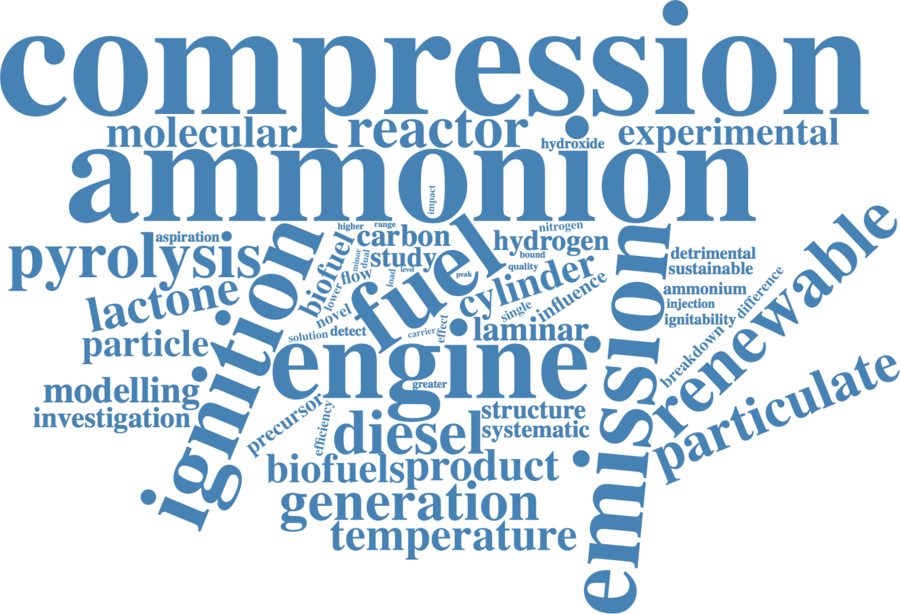 compression
molecular
reactor
hydroxide
experimental
ammonion
impact
pyrolysis
aspiration
ignition
higher
range
biofuel
carbon
study
minor
dual
flow
load
level
lower
novel
fuel
peak
hydrogen
nitrogen
bound
quality
cylinder
single
influence
emission
detrimental
sustainable
ammonium
injection
ignitability
difference
breakdown
renewable
lactone
particle
solution
detect
carrier
effect
laminar
engine
greater
modelling
investigation
precursor
efficiency
diesel
structure
systematic
particulate
biofuels
product
generation
temperature